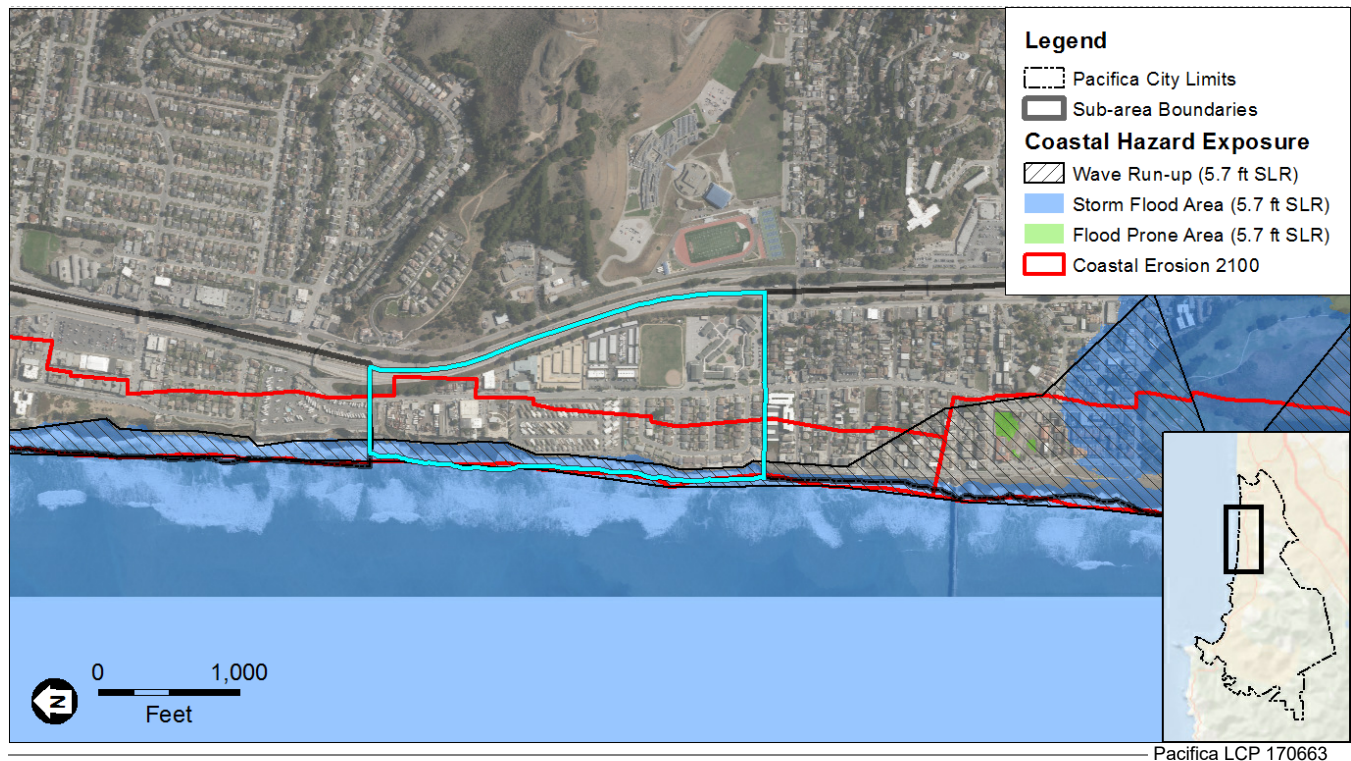 Legend
Pacifica City Limits
Sub-area Boundaries
Coastal Hazard Exposure
Wave Run-up (5.7 ft SLR)
Storm Flood Area (5.7 ft SLR)
Flood Prone Area (5.7 ft SLR)
Coastal Erosion 2100
N
0 1,000
Feet
Pacifica LCP 170663